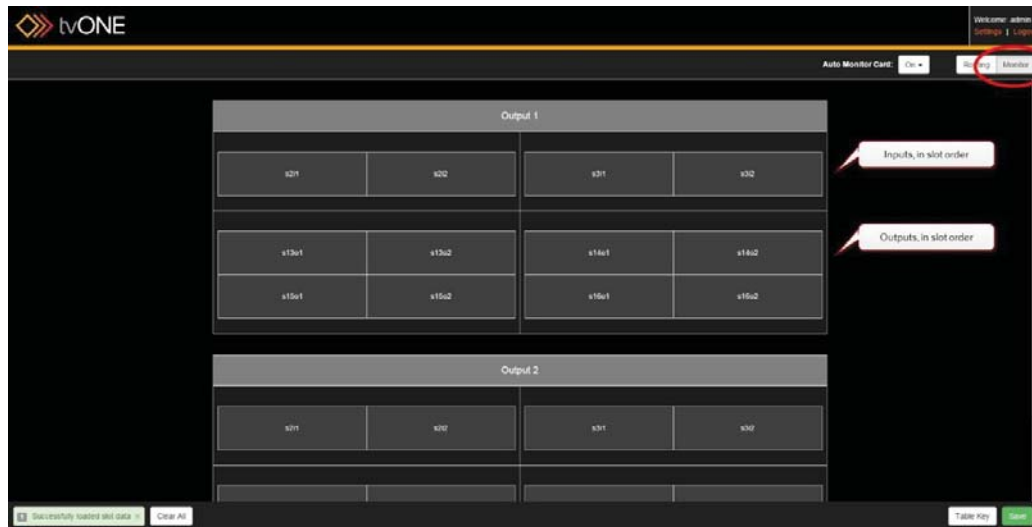 tvONE
Welcome admin
Settings | Logo
Auto Monitor Card: On
Routing Monitor
Output 1
Inputs, in slot order
s2i1 s2i2 s3i1 s3i2
Outputs, in slot order
s13o1 s13o2 s14o1 s14o2
s15o1 s15o2 s16o1 s16o2
Output 2
s2i1 s2i2 s3i1 s3i2
Successfully loaded slot data × Clear All Table Key Save